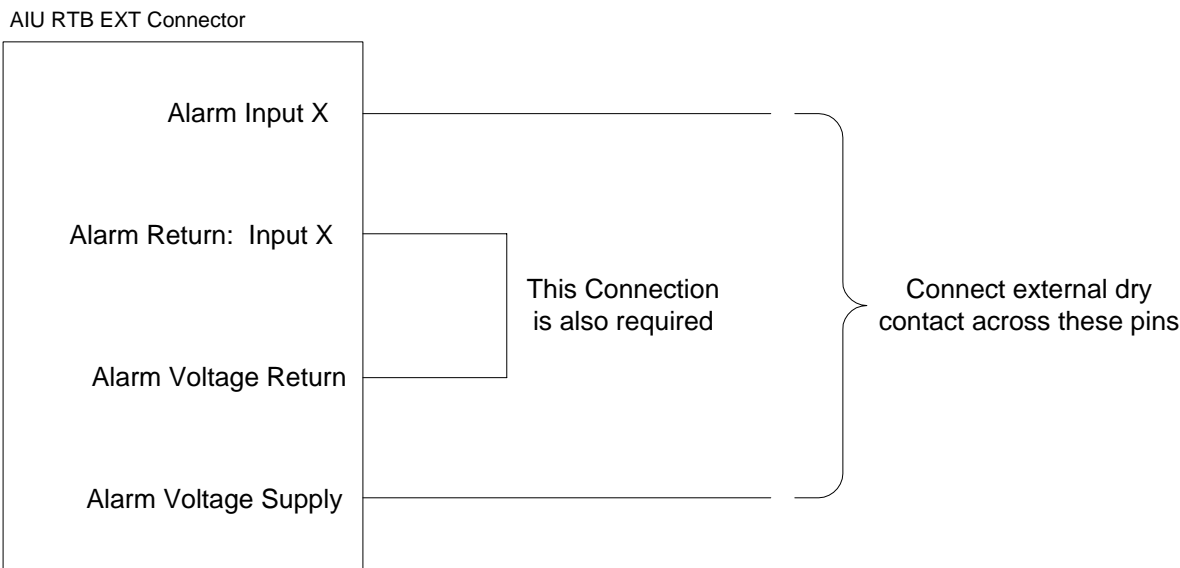 AIU RTB EXT Connector
Alarm Input X
Alarm Return:  Input X
This Connection
is also required
Connect external dry
contact across these pins
Alarm Voltage Return
Alarm Voltage Supply